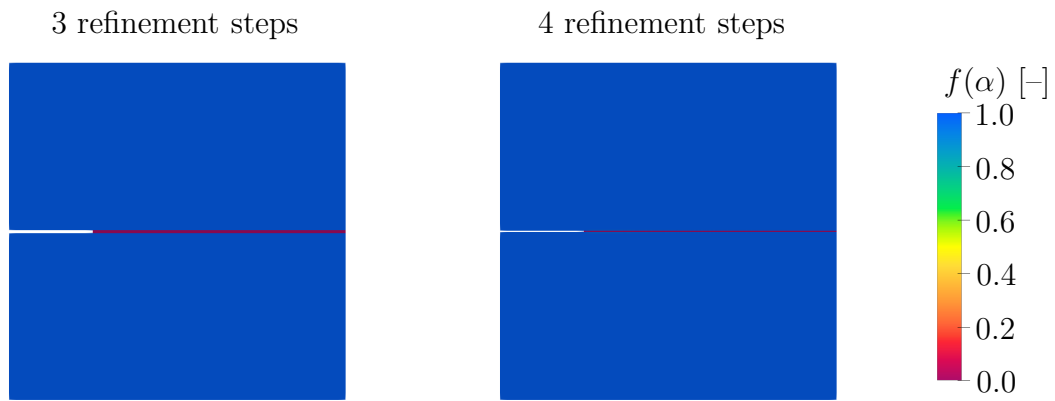 3 refinement steps
4 refinement steps
f(α) [–]
1.0
0.8
0.6
0.4
0.2
0.0